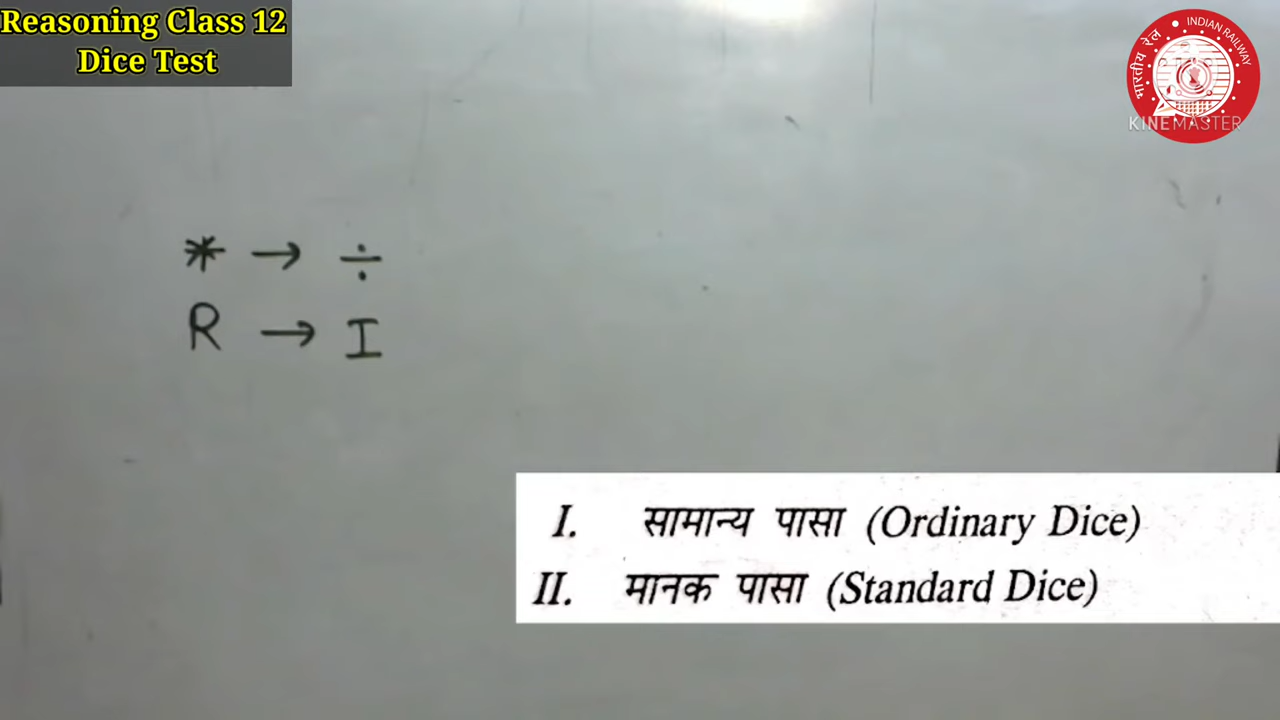 Reasoning Class 12
Dice Test
भारतीय रेल
INDIAN RAILWAY
KINEMASTER
* → ÷
R → I
I. सामान्य पासा (Ordinary Dice)
II. मानक पासा (Standard Dice)